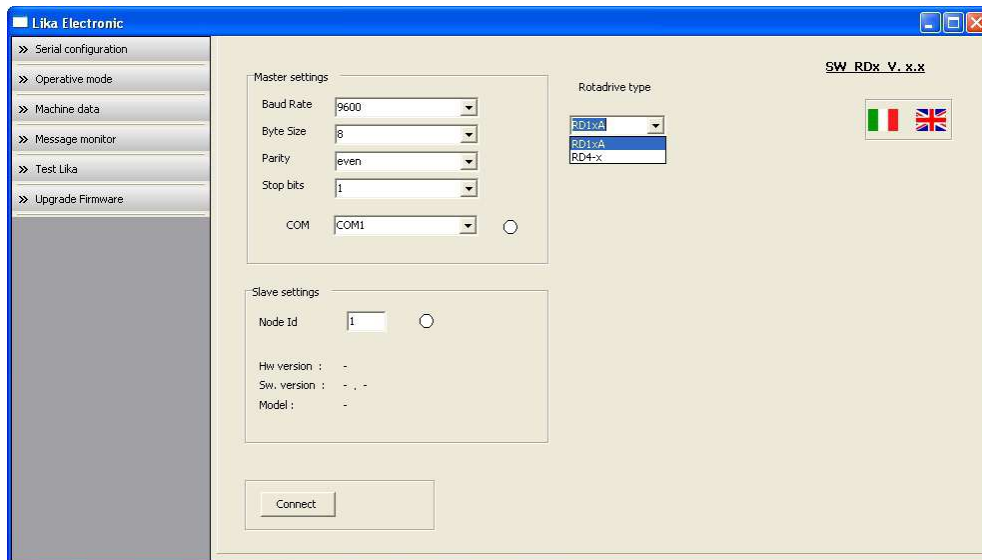 Lika Electronic
» Serial configuration
» Operative mode
» Machine data
» Message monitor
» Test Lika
» Upgrade Firmware
Master settings
Baud Rate 9600
Byte Size 8
Parity even
Stop bits 1
COM COM1
Rotadrive type
RD1xA
RD1xA
RD4-x
SW RDx V. x.x
Slave settings
Node Id 1
Hw version : -
Sw. version : - . -
Model : -
Connect